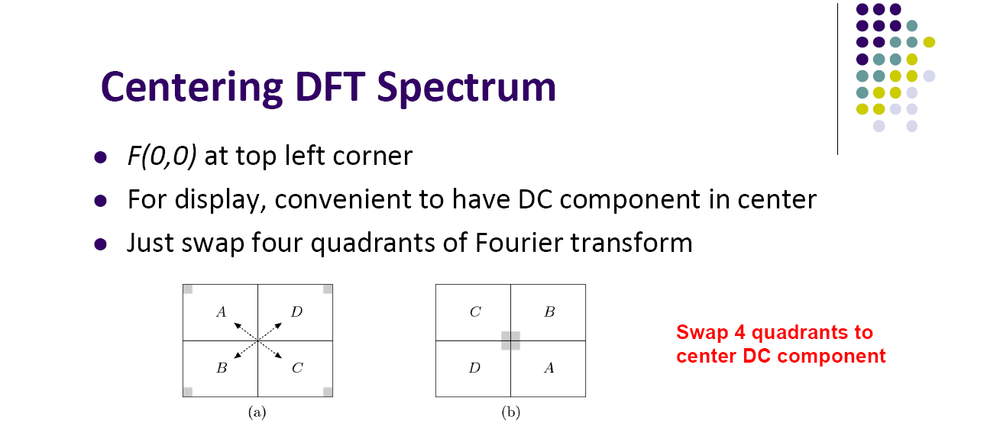 Centering DFT Spectrum
F(0,0) at top left corner
For display, convenient to have DC component in center
Just swap four quadrants of Fourier transform
A D
B C
(a)
C B
D A
(b)
Swap 4 quadrants to
center DC component